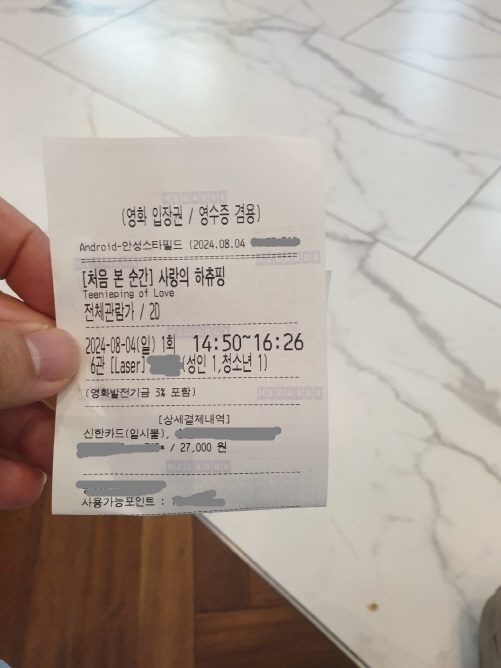 (영화 입장권 / 영수증 겸용)
Android-안성스타필드 (2024.08.04
[처음 본 순간] 사랑의 하츄핑
Teenieping of Love
전체관람가 / 2D
2024-08-04(일) 1회 14:50~16:26
6관 [Laser] (성인 1,청소년 1)
(영화발전기금 3% 포함)
[상세결제내역]
신한카드(일시불),
* / 27,000 원
사용가능포인트 :